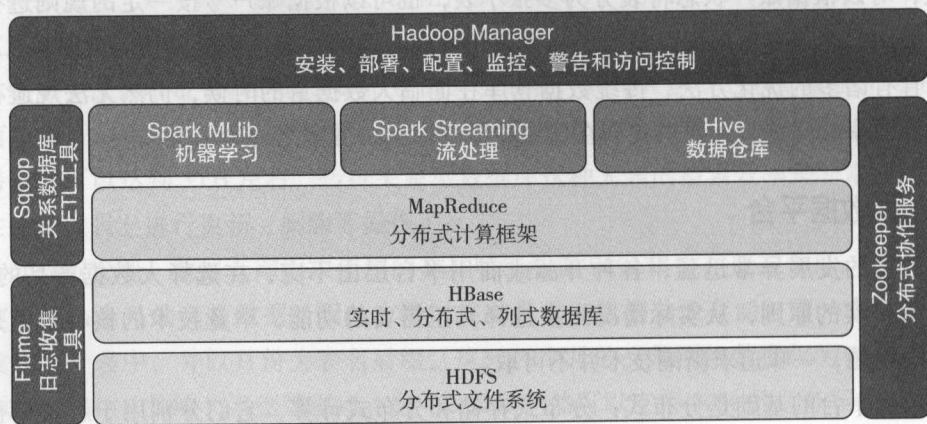 Hadoop Manager
安装、部署、配置、监控、警告和访问控制
Sqoop
关系数据库
ETL工具
Spark MLlib
机器学习
Spark Streaming
流处理
Hive
数据仓库
MapReduce
分布式计算框架
Flume
日志收集
工具
HBase
实时、分布式、列式数据库
HDFS
分布式文件系统
Zookeeper
分布式协作服务